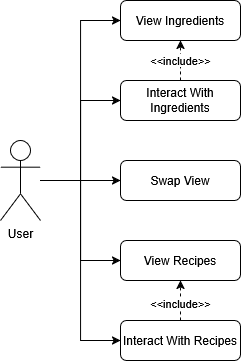 View Ingredients
<<include>>
Interact With
Ingredients
Swap View
User
View Recipes
<<include>>
Interact With Recipes